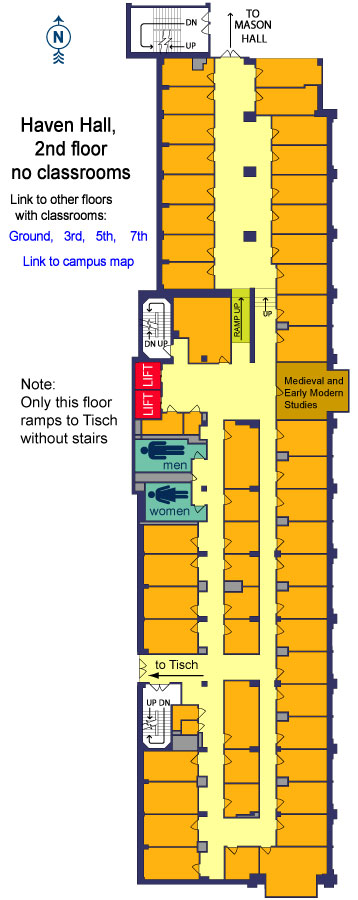 N
DN
UP
TO
MASON
HALL
Haven Hall,
2nd floor
no classrooms
Link to other floors
with classrooms:
Ground, 3rd, 5th, 7th
Link to campus map
RAMP UP
UP
DN UP
LIFT
LIFT
Note:
Only this floor
ramps to Tisch
without stairs
Medieval and
Early Modern
Studies
men
women
to Tisch
UP DN